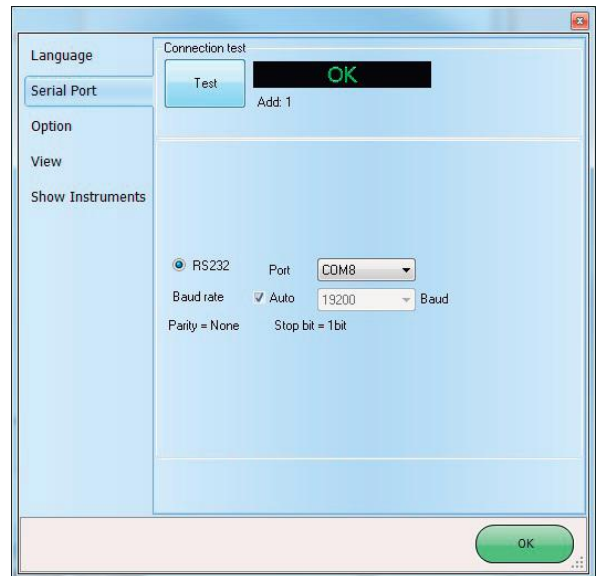 Language
Serial Port
Option
View
Show Instruments
Connection test
Test
OK
Add: 1
RS232 Port COM8
Baud rate Auto 19200 Baud
Parity = None Stop bit = 1bit
OK